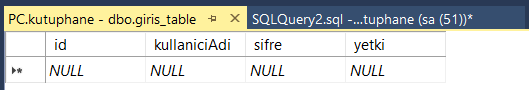 PC.kutuphane - dbo.giris_table SQLQuery2.sql -...tuphane (sa (51))*
id kullaniciAdi sifre yetki
NULL NULL NULL NULL